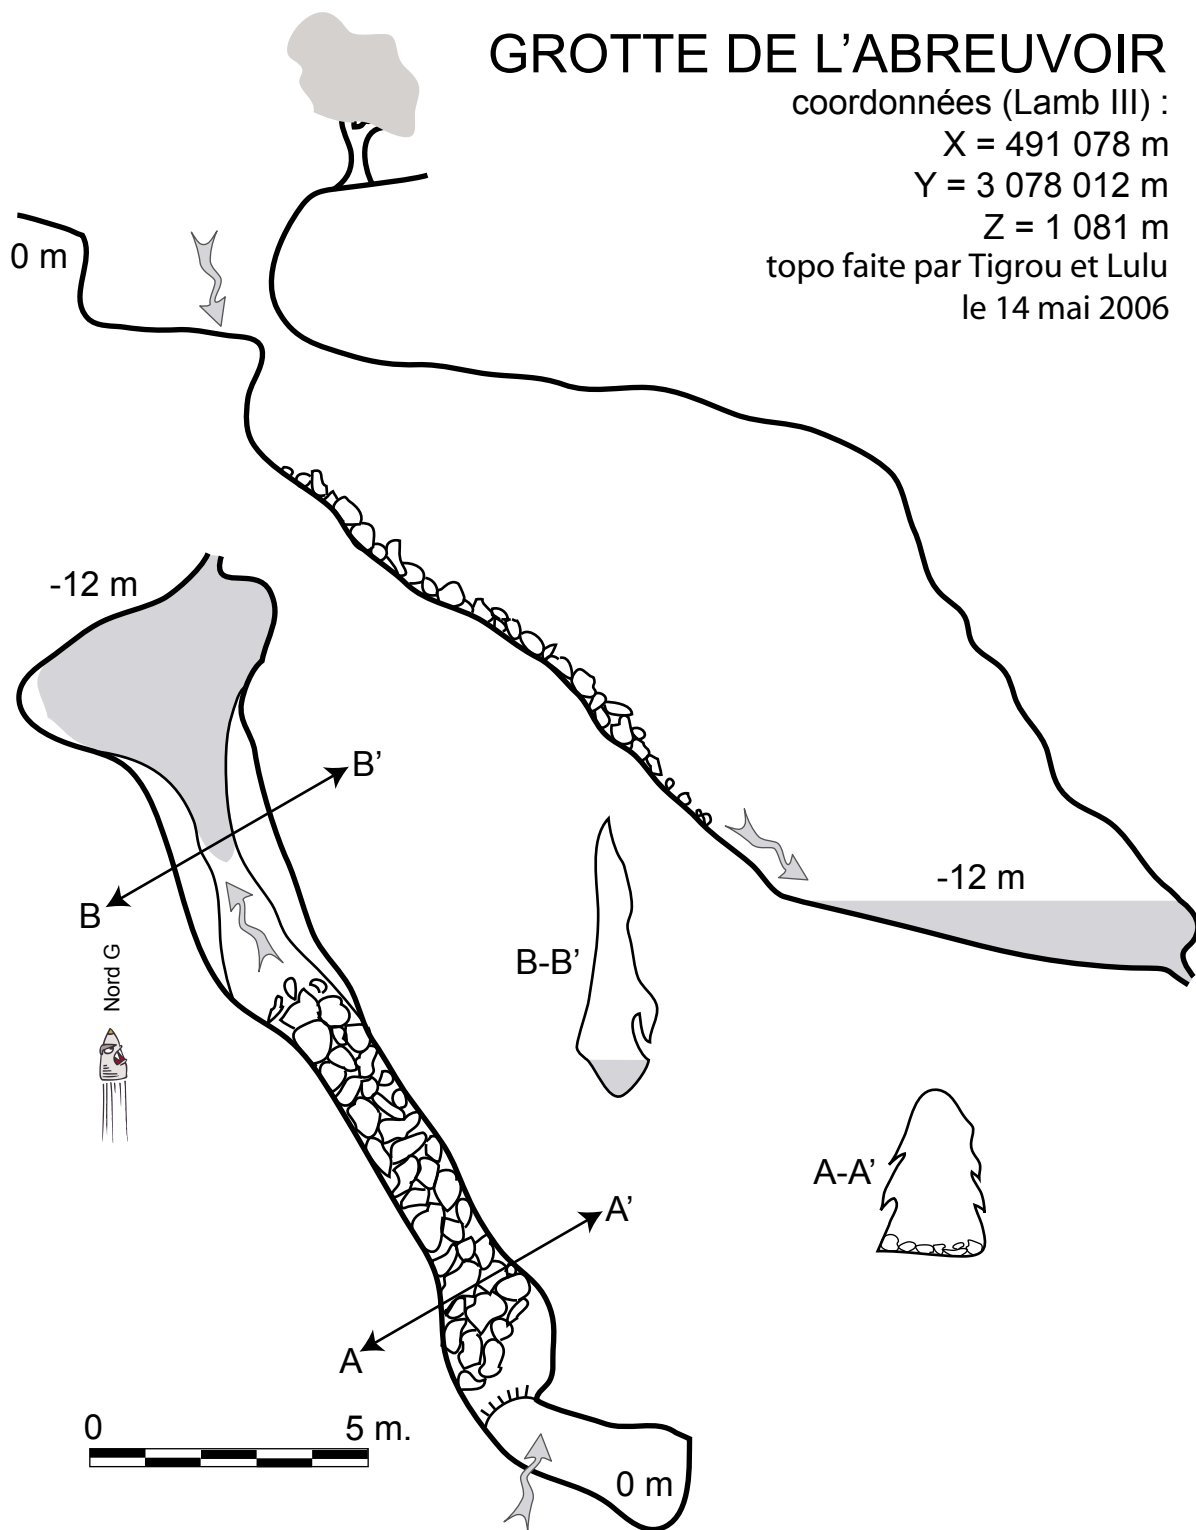 GROTTE DE L'ABREUVOIR
coordonnées (Lamb III) :
X = 491 078 m
Y = 3 078 012 m
Z = 1 081 m
topo faite par Tigrou et Lulu
le 14 mai 2006
0 m
-12 m
B'
-12 m
B
B-B'
Nord G
A-A'
A'
A
0 5 m.
0 m